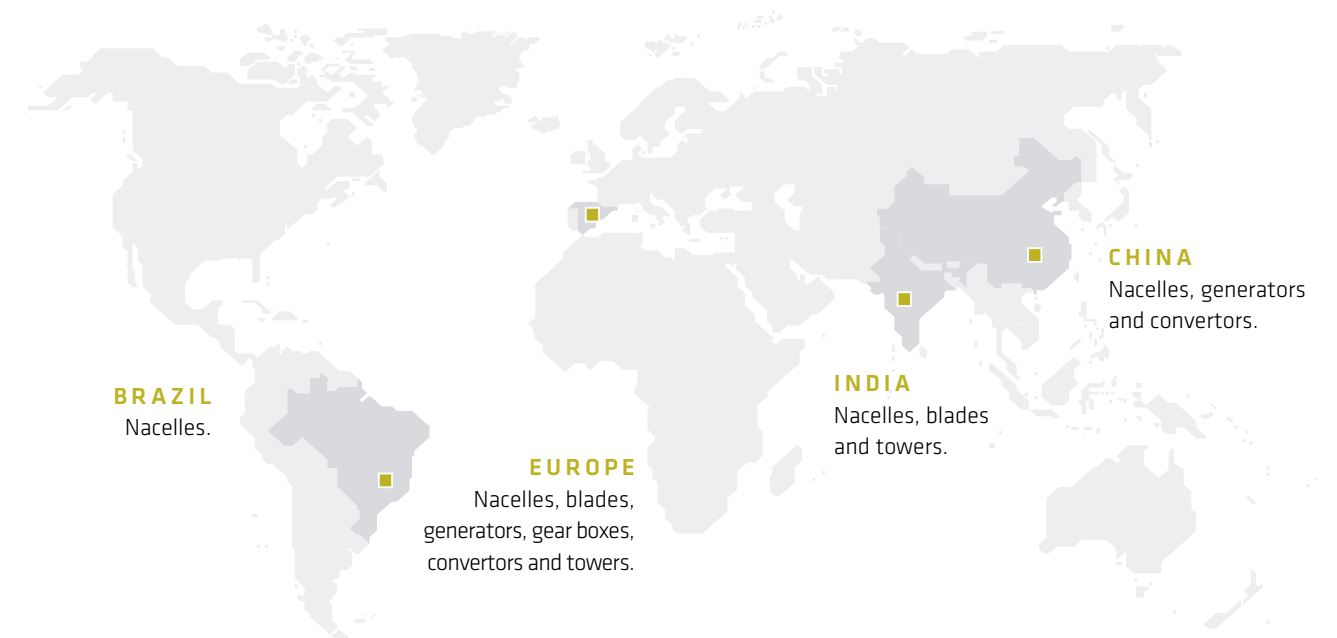 CHINA
Nacelles, generators
and convertors.
INDIA
Nacelles, blades
and towers.
BRAZIL
Nacelles.
EUROPE
Nacelles, blades,
generators, gear boxes,
convertors and towers.